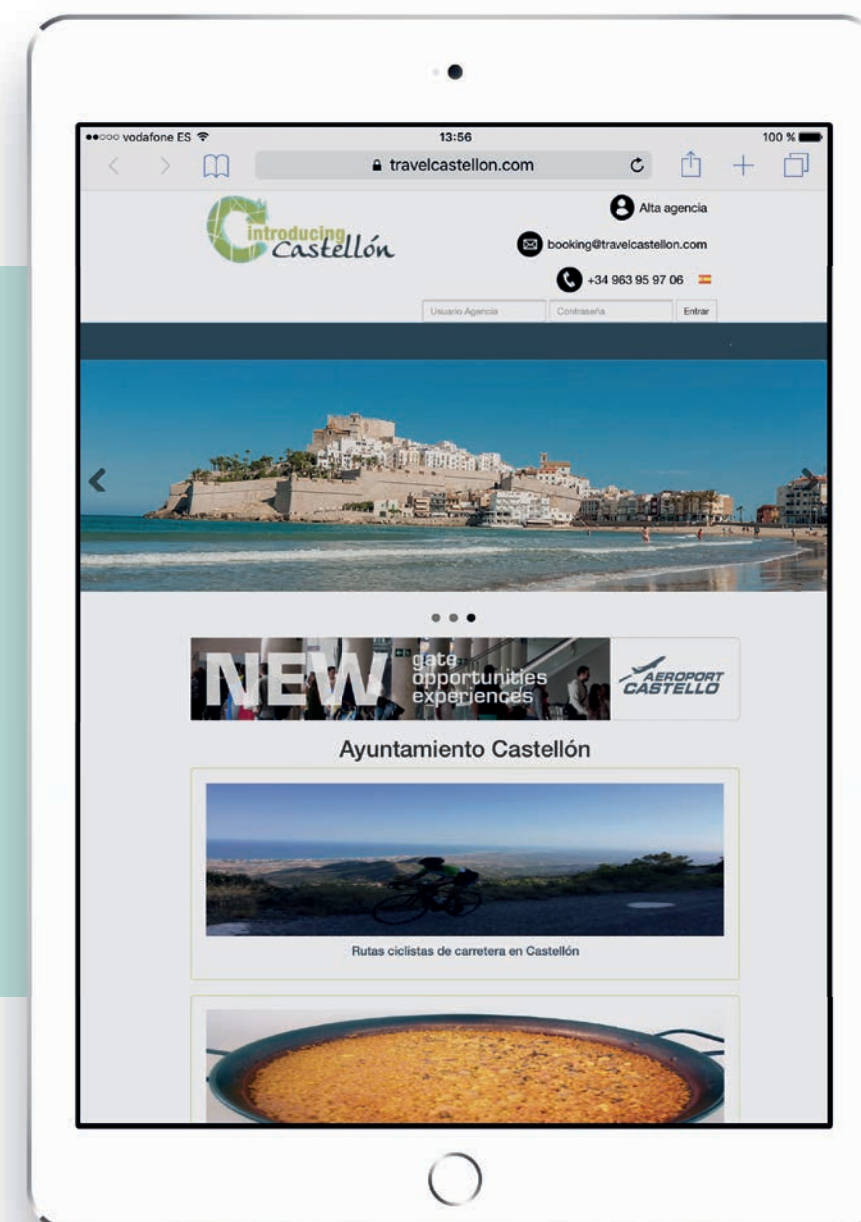 vodafone ES
13:56
100 %
travelcastellon.com
introducing
Castellón
Alta agencia
booking@travelcastellon.com
+34 963 95 97 06
Usuario Agencia
Contraseña
Entrar
NEW
gate
opportunities
experiences
AEROPORT
CASTELLO
Ayuntamiento Castellón
Rutas ciclistas de carretera en Castellón